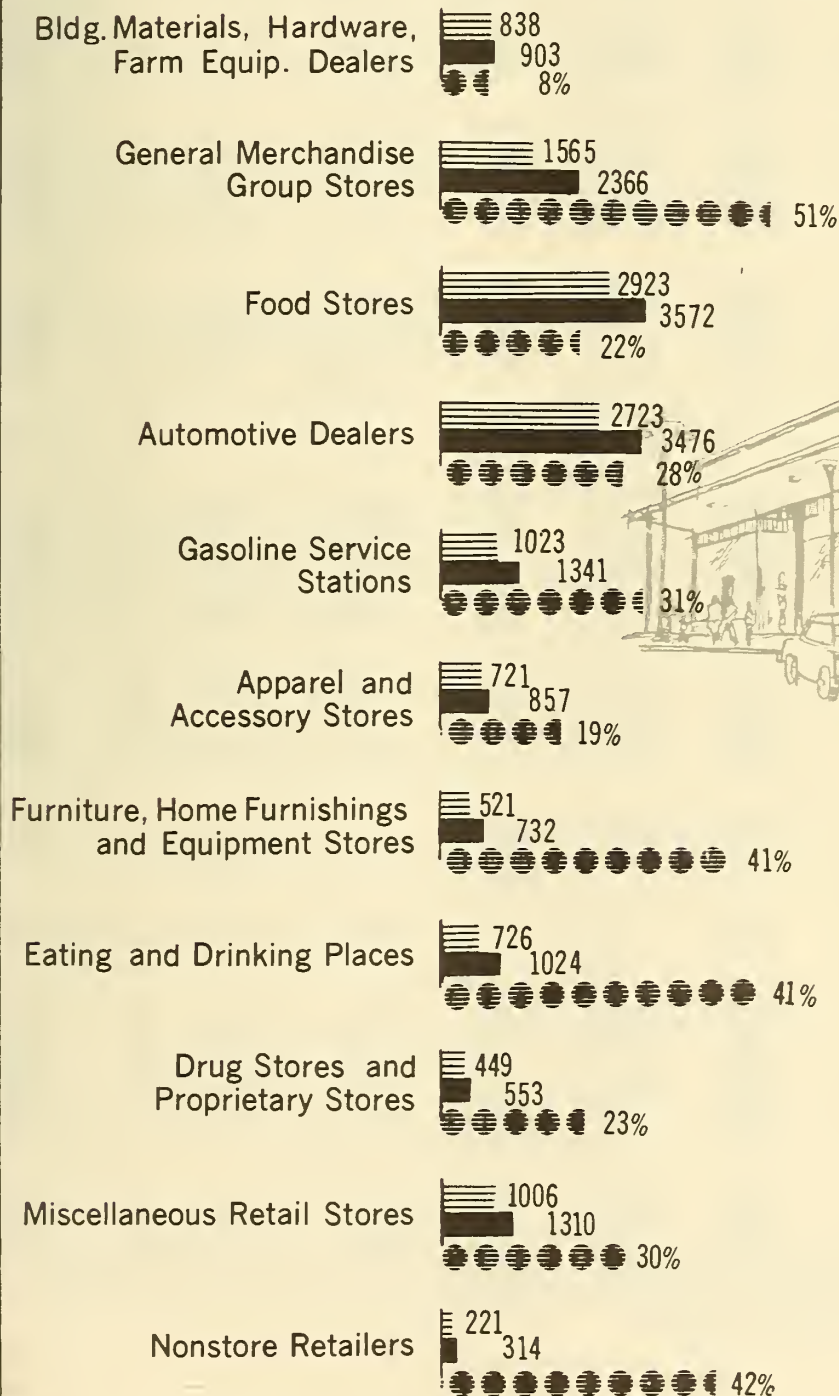 Bldg. Materials, Hardware,
Farm Equip. Dealers
838
903
8%
General Merchandise
Group Stores
1565
2366
51%
Food Stores
2923
3572
22%
Automotive Dealers
2723
3476
28%
Gasoline Service
Stations
1023
1341
31%
Apparel and
Accessory Stores
721
857
19%
Furniture, Home Furnishings
and Equipment Stores
521
732
41%
Eating and Drinking Places
726
1024
41%
Drug Stores and
Proprietary Stores
449
553
23%
Miscellaneous Retail Stores
1006
1310
30%
Nonstore Retailers
221
314
42%